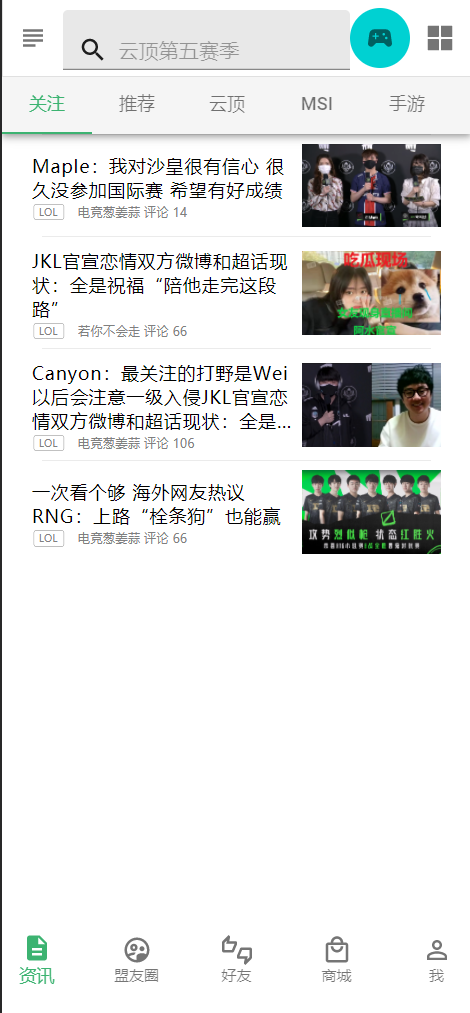 云顶第五赛季
关注 推荐 云顶 MSI 手游
Maple：我对沙皇很有信心 很
久没参加国际赛 希望有好成绩
LOL 电竞葱姜蒜 评论 14
JKL官宣恋情双方微博和超话现
状：全是祝福“陪他走完这段
路”
LOL 若你不会走 评论 66
吃瓜现场
阿水官宣
Canyon：最关注的打野是Wei
以后会注意一级入侵JKL官宣恋
情双方微博和超话现状：全是...
LOL 电竞葱姜蒜 评论 106
一次看个够 海外网友热议
RNG：上路“栓条狗”也能赢
LOL 电竞葱姜蒜 评论 66
攻势烈似枪 状态红胜火
资讯 盟友圈 好友 商城 我